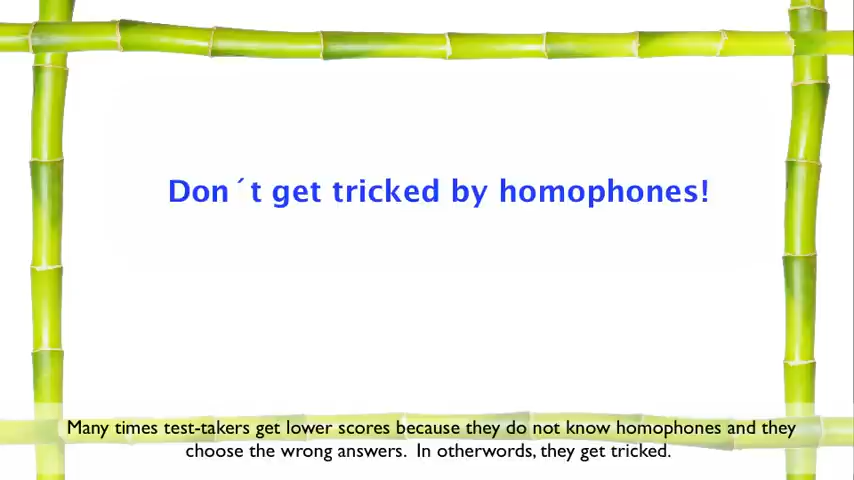 Don´t get tricked by homophones!
Many times test-takers get lower scores because they do not know homophones and they
choose the wrong answers.  In otherwords, they get tricked.